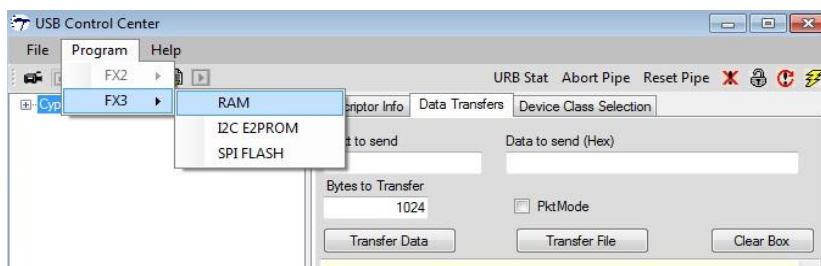 USB Control Center
File Program Help
FX2
URB Stat Abort Pipe Reset Pipe
FX3
RAM
I2C E2PROM
SPI FLASH
Cyp
criptor Info Data Transfers Device Class Selection
t to send Data to send (Hex)
Bytes to Transfer
1024 PktMode
Transfer Data Transfer File Clear Box